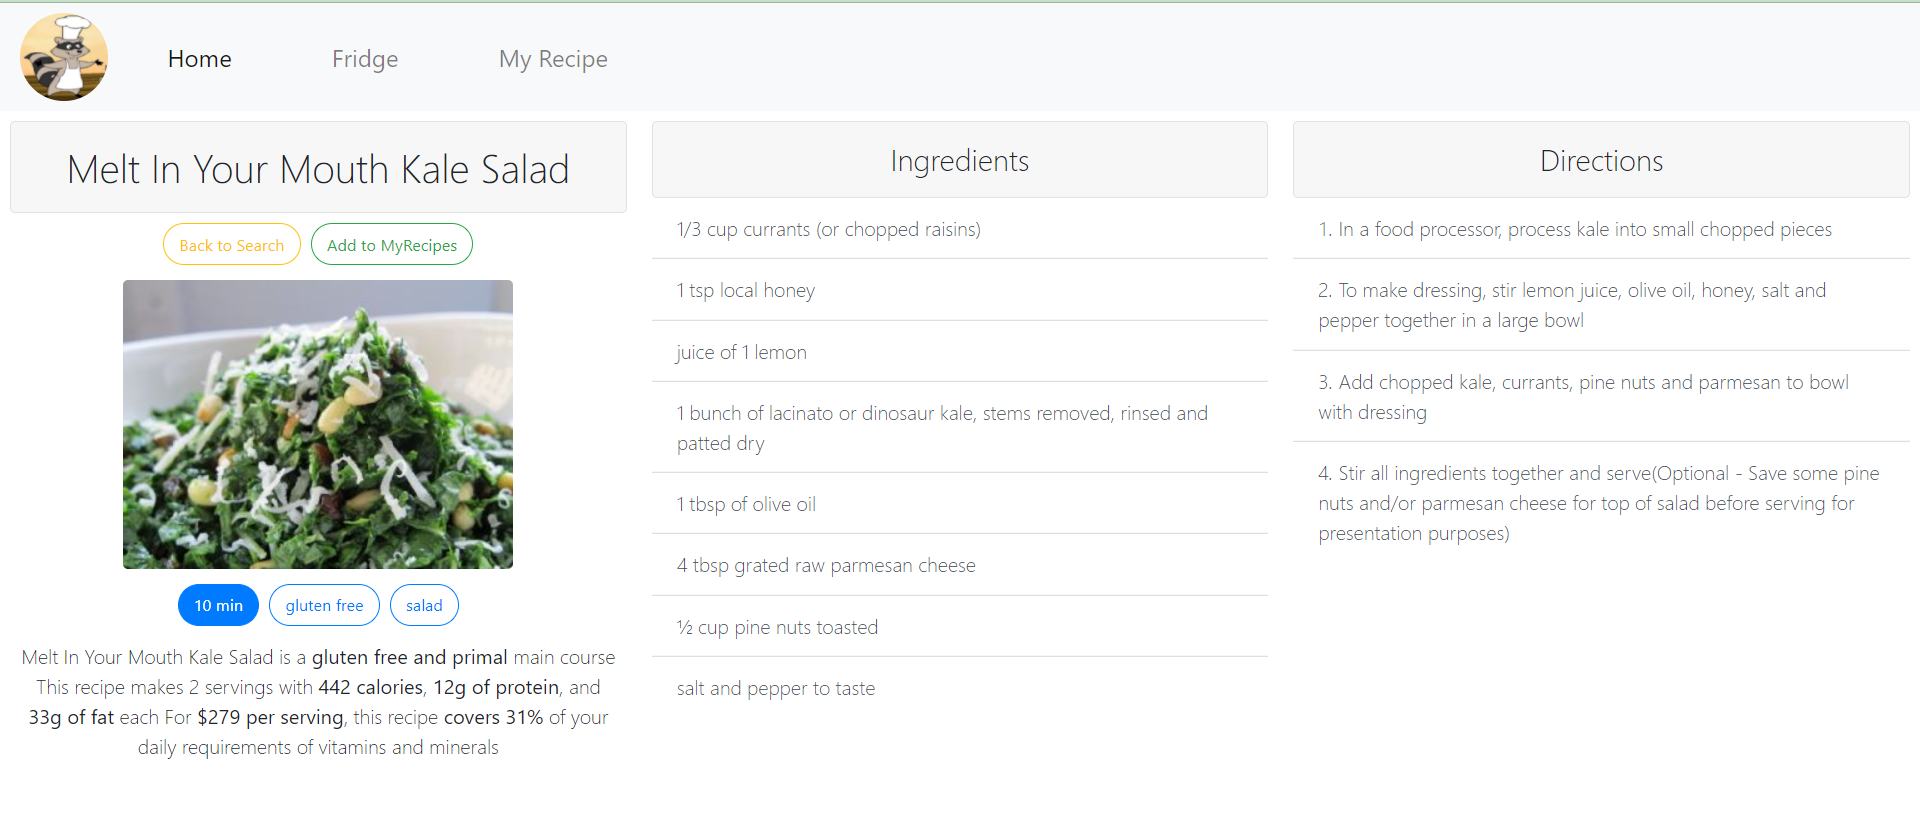 Home
Fridge
My Recipe
Melt In Your Mouth Kale Salad
Back to Search
Add to MyRecipes
10 min
gluten free
salad
Melt In Your Mouth Kale Salad is a gluten free and primal main course
This recipe makes 2 servings with 442 calories, 12g of protein, and
33g of fat each For $279 per serving, this recipe covers 31% of your
daily requirements of vitamins and minerals
Ingredients
1/3 cup currants (or chopped raisins)
1 tsp local honey
juice of 1 lemon
1 bunch of lacinato or dinosaur kale, stems removed, rinsed and
patted dry
1 tbsp of olive oil
4 tbsp grated raw parmesan cheese
½ cup pine nuts toasted
salt and pepper to taste
Directions
1. In a food processor, process kale into small chopped pieces
2. To make dressing, stir lemon juice, olive oil, honey, salt and
pepper together in a large bowl
3. Add chopped kale, currants, pine nuts and parmesan to bowl
with dressing
4. Stir all ingredients together and serve(Optional - Save some pine
nuts and/or parmesan cheese for top of salad before serving for
presentation purposes)